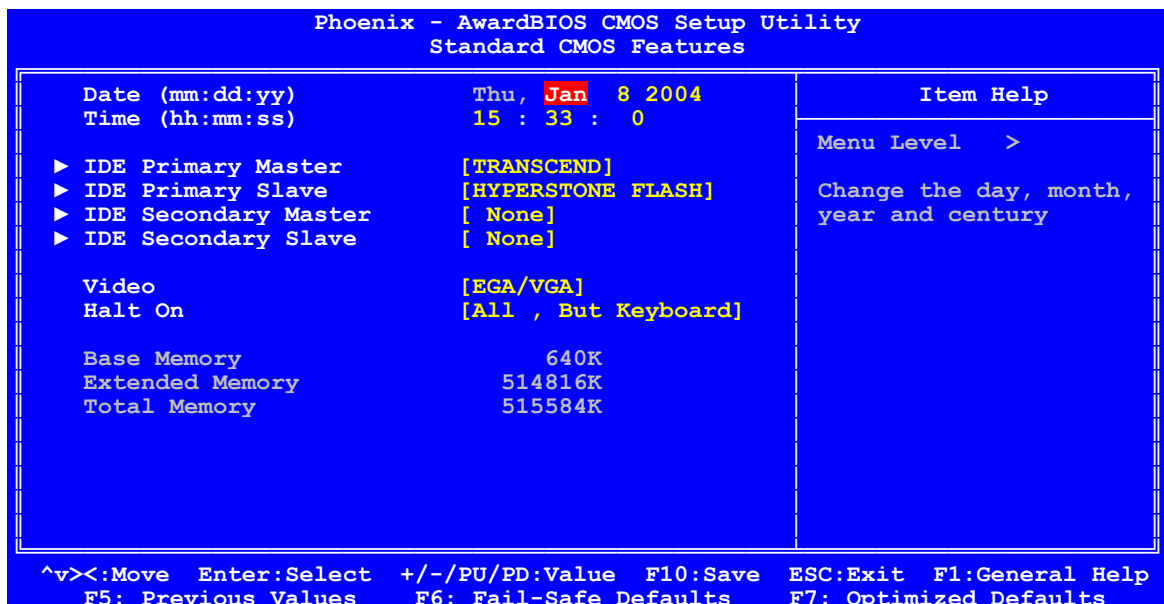 Phoenix - AwardBIOS CMOS Setup Utility
Standard CMOS Features
Date (mm:dd:yy) Thu, Jan 8 2004
Time (hh:mm:ss) 15 : 33 : 0
► IDE Primary Master [TRANSCEND]
► IDE Primary Slave [HYPERSTONE FLASH]
► IDE Secondary Master [ None]
► IDE Secondary Slave [ None]
Video [EGA/VGA]
Halt On [All , But Keyboard]
Base Memory 640K
Extended Memory 514816K
Total Memory 515584K
Item Help
Menu Level >
Change the day, month,
year and century
^v><:Move Enter:Select +/-/PU/PD:Value F10:Save ESC:Exit F1:General Help
F5: Previous Values F6: Fail-Safe Defaults F7: Optimized Defaults